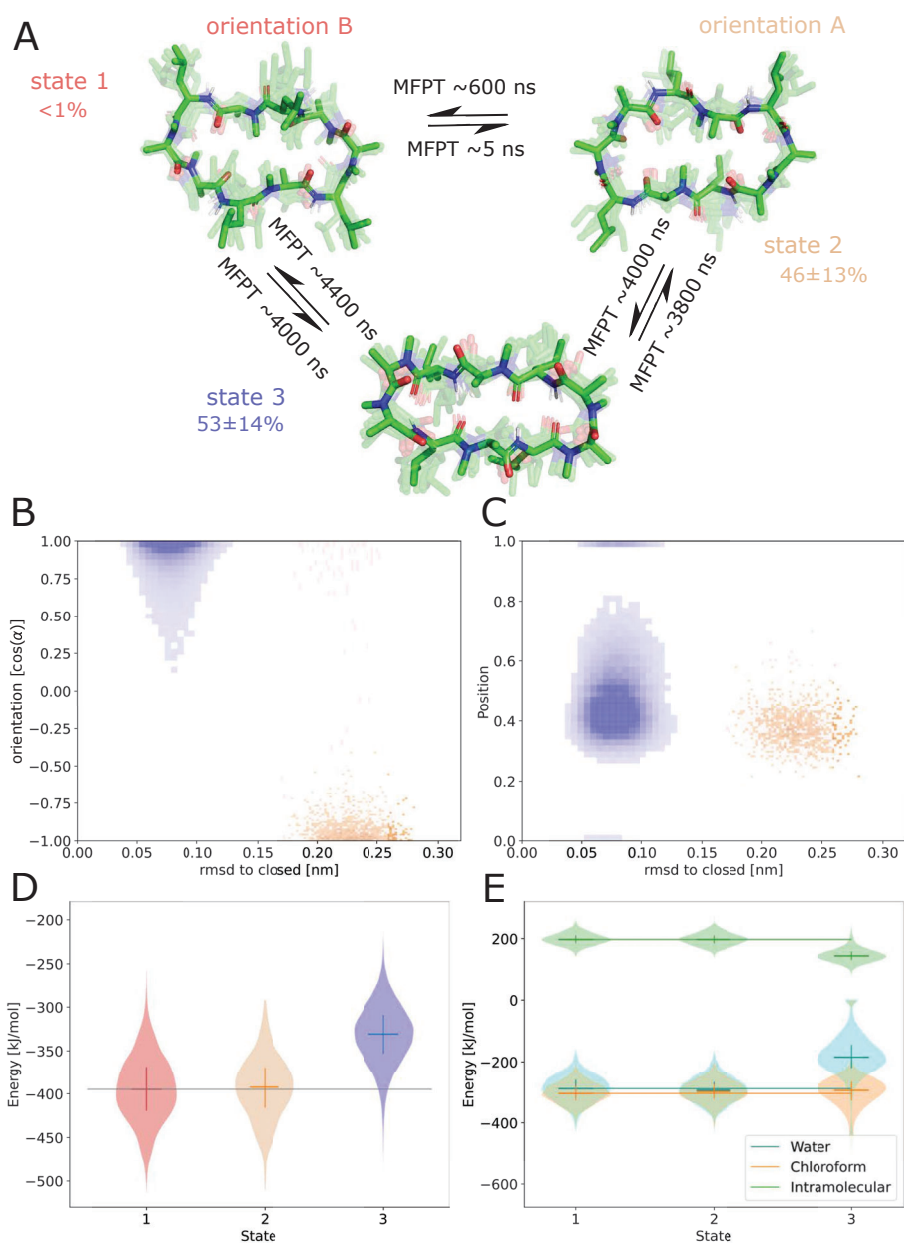 A
orientation B
orientation A
state 1
<1%
MFPT ~600 ns
MFPT ~5 ns
state 2
46±13%
MFPT ~4400 ns
MFPT ~4000 ns
MFPT ~4000 ns
MFPT ~3800 ns
state 3
53±14%
B
1.00
0.75
0.50
0.25
0.00
−0.25
−0.50
−0.75
−1.00
orientation [cos(α)]
0.00
0.05
0.10
0.15
0.20
0.25
0.30
rmsd to closed [nm]
C
1.0
0.8
0.6
0.4
0.2
0.0
Position
0.00
0.05
0.10
0.15
0.20
0.25
0.30
rmsd to closed [nm]
D
−200
−250
−300
−350
−400
−450
−500
Energy [kJ/mol]
1
2
3
State
E
200
0
−200
−400
−600
Energy [kJ/mol]
Water
Chloroform
Intramolecular
1
2
3
State